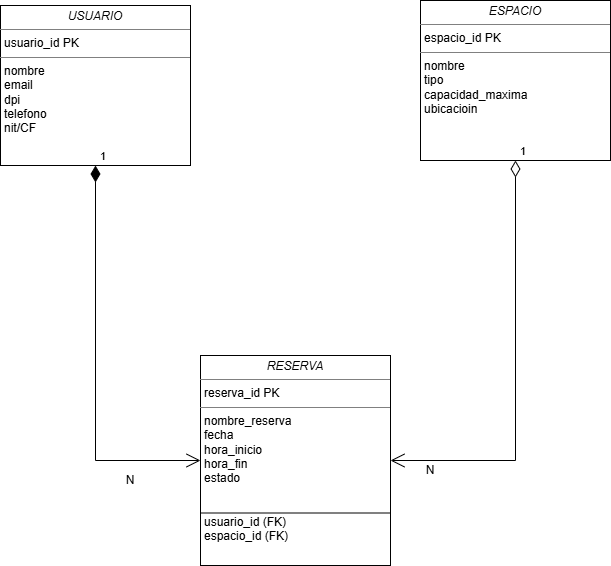 USUARIO
usuario_id PK
nombre
email
dpi
telefono
nit/CF
1
ESPACIO
espacio_id PK
nombre
tipo
capacidad_maxima
ubicacioin
1
RESERVA
reserva_id PK
nombre_reserva
fecha
hora_inicio
hora_fin
estado
usuario_id (FK)
espacio_id (FK)
N
N